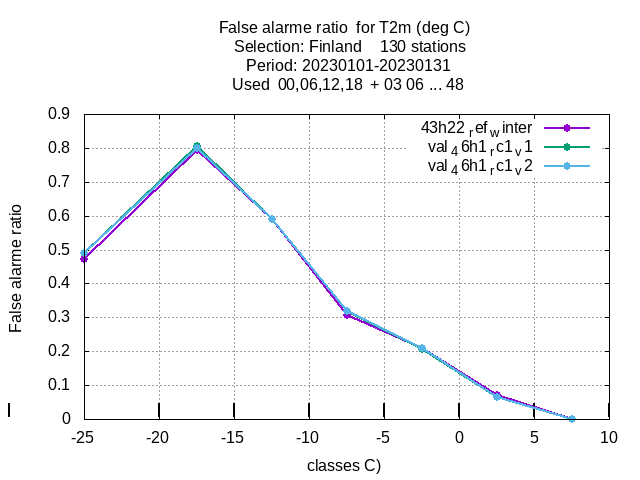 False alarme ratio  for T2m (deg C)
Selection: Finland    130 stations
Period: 20230101-20230131
Used  00,06,12,18  + 03 06 ... 48
43h22 ref winter
val 46h1 rc1 v1
val 46h1 rc1 v2
False alarme ratio
0.9
0.8
0.7
0.6
0.5
0.4
0.3
0.2
0.1
0
-25 -20 -15 -10 -5 0 5 10
classes C)